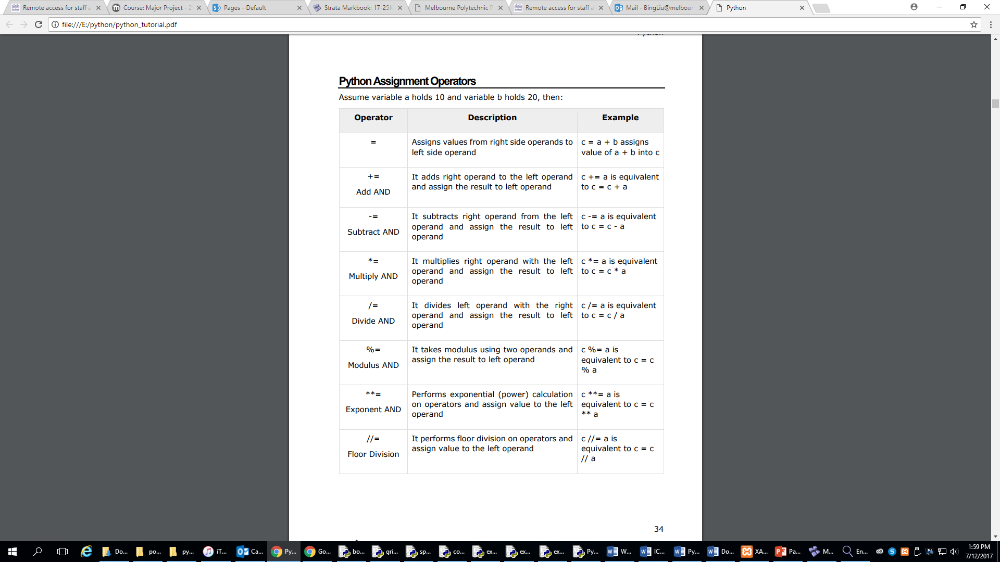 Remote access for staff a
Course: Major Project - 2
Pages - Default
Strata Markbook: 17-25I
Melbourne Polytechnic P
Remote access for staff a
Mail - BingLiu@melbour
Python
file:///E:/python/python_tutorial.pdf
Python Assignment Operators
Assume variable a holds 10 and variable b holds 20, then:
Operator
Description
Example
=
Assigns values from right side operands to
left side operand
c = a + b assigns
value of a + b into c
+=
Add AND
It adds right operand to the left operand
and assign the result to left operand
c += a is equivalent
to c = c + a
-=
Subtract AND
It subtracts right operand from the left
operand and assign the result to left
operand
c -= a is equivalent
to c = c - a
*=
Multiply AND
It multiplies right operand with the left
operand and assign the result to left
operand
c *= a is equivalent
to c = c * a
/=
Divide AND
It divides left operand with the right
operand and assign the result to left
operand
c /= a is equivalent
to c = c / a
%=
Modulus AND
It takes modulus using two operands and
assign the result to left operand
c %= a is
equivalent to c = c
% a
**=
Exponent AND
Performs exponential (power) calculation
on operators and assign value to the left
operand
c **= a is
equivalent to c = c
** a
//=
Floor Division
It performs floor division on operators and
assign value to the left operand
c //= a is
equivalent to c = c
// a
34
Do...
po...
py...
iT...
Ca...
Py...
Go...
bo...
gri...
sp...
co...
ex...
ex...
ex...
Py...
W...
IC...
Py...
Do...
XA...
Pa...
M...
En...
1:59 PM
7/12/2017